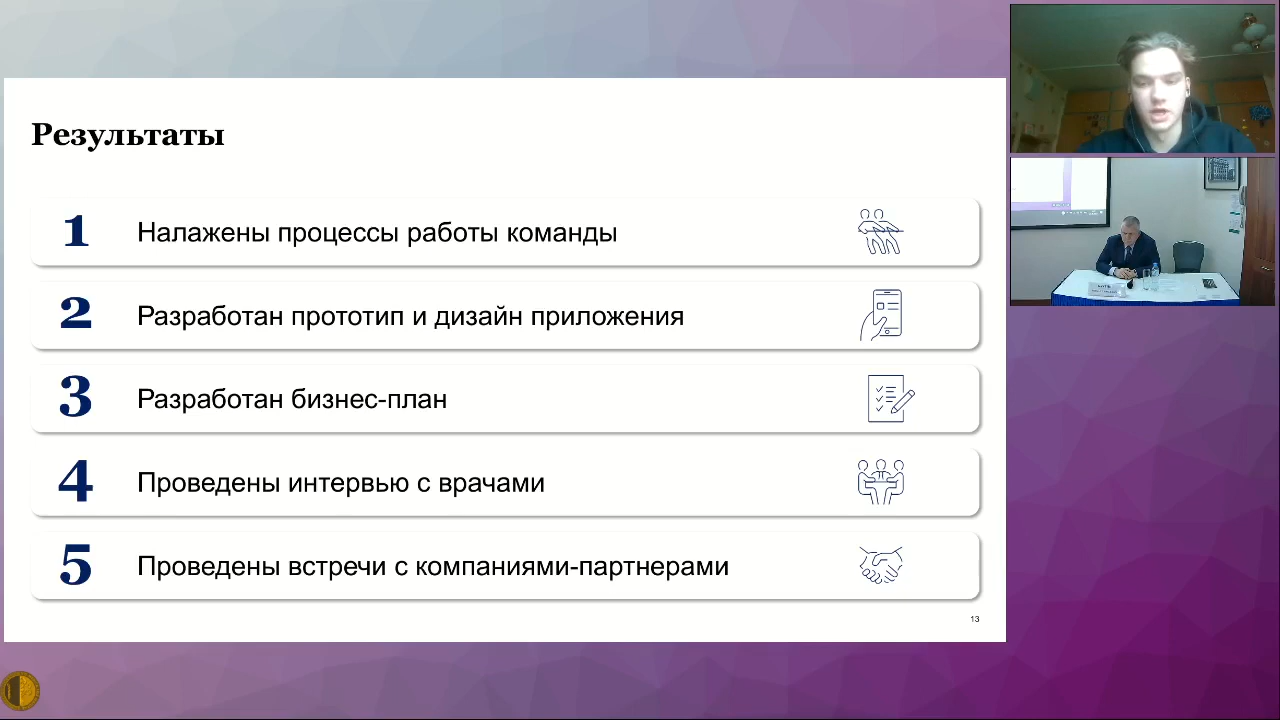 Результаты
1 Налажены процессы работы команды
2 Разработан прототип и дизайн приложения
3 Разработан бизнес-план
4 Проведены интервью с врачами
5 Проведены встречи с компаниями-партнерами
13